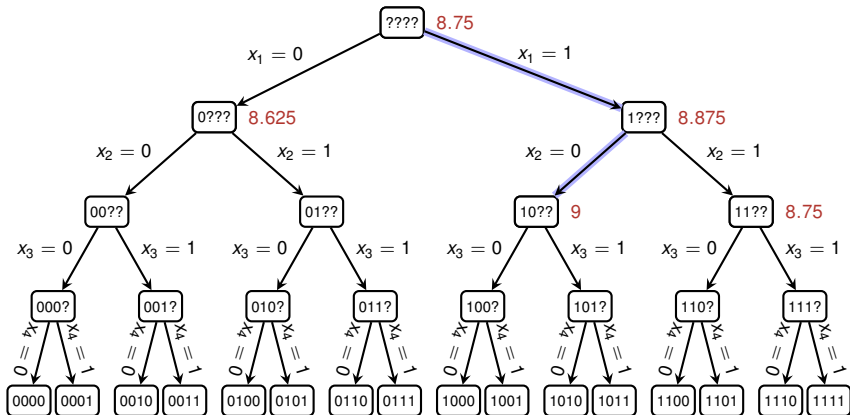 ???? 8.75
x₁ = 0 x₁ = 1
0??? 8.625 1??? 8.875
x₂ = 0 x₂ = 1 x₂ = 0 x₂ = 1
00?? 01?? 10?? 9 11?? 8.75
x₃ = 0 x₃ = 1 x₃ = 0 x₃ = 1 x₃ = 0 x₃ = 1 x₃ = 0 x₃ = 1
000? 001? 010? 011? 100? 101? 110? 111?
x₄ = 0 x₄ = 1 x₄ = 0 x₄ = 1 x₄ = 0 x₄ = 1 x₄ = 0 x₄ = 1 x₄ = 0 x₄ = 1 x₄ = 0 x₄ = 1 x₄ = 0 x₄ = 1 x₄ = 0 x₄ = 1
0000 0001 0010 0011 0100 0101 0110 0111 1000 1001 1010 1011 1100 1101 1110 1111